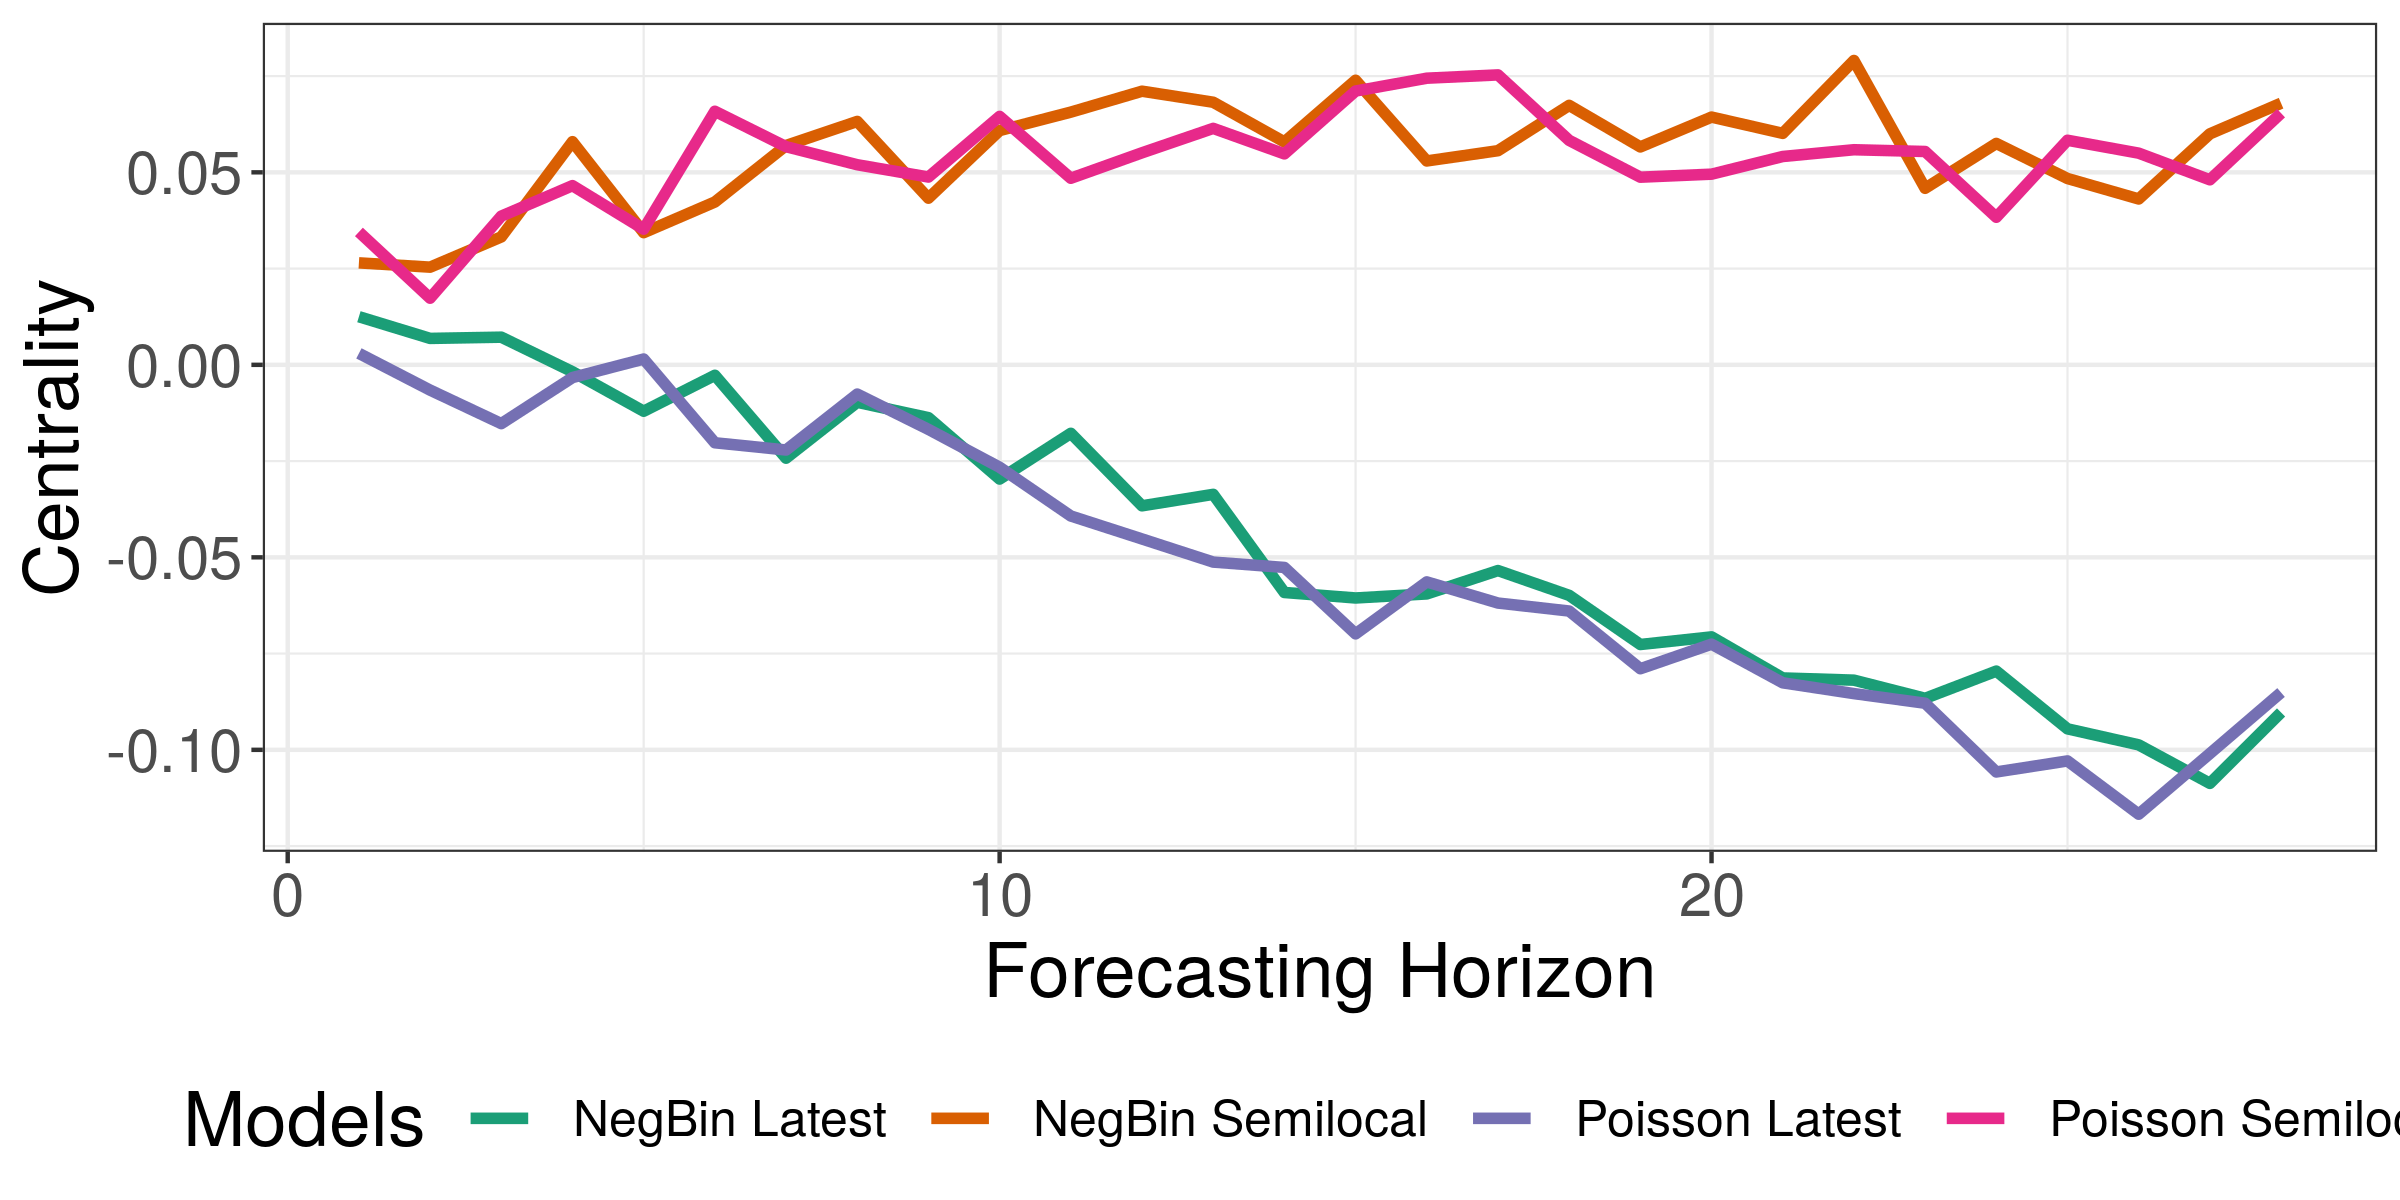 Centrality
0.05
0.00
-0.05
-0.10
0 10 20
Forecasting Horizon
Models NegBin Latest NegBin Semilocal Poisson Latest Poisson